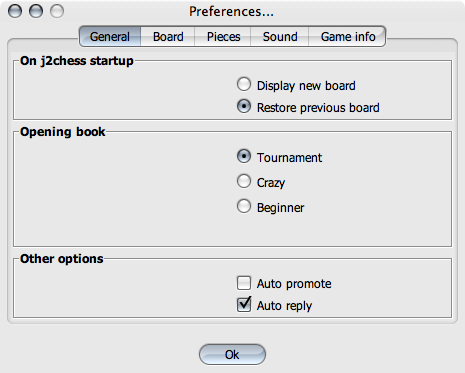 Preferences...
General Board Pieces Sound Game info
On j2chess startup
Display new board
Restore previous board
Opening book
Tournament
Crazy
Beginner
Other options
Auto promote
Auto reply
Ok